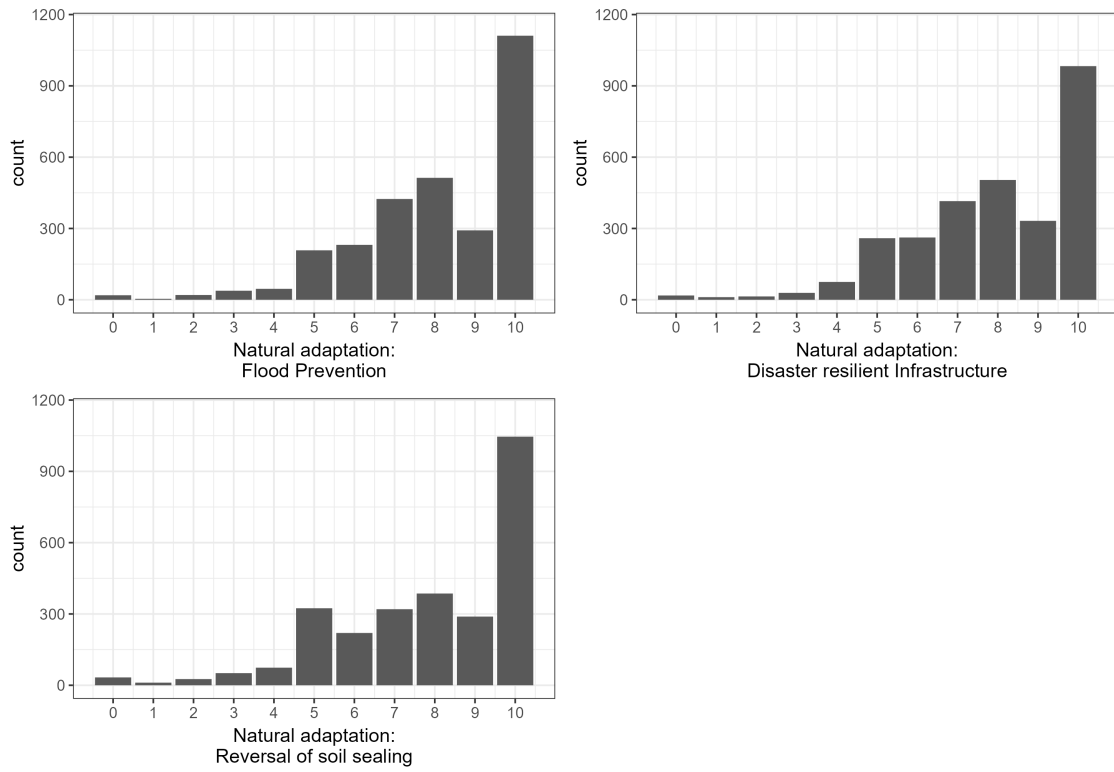 1200
900
600
300
0
count
0 1 2 3 4 5 6 7 8 9 10
Natural adaptation:
Flood Prevention
1200
900
600
300
0
count
0 1 2 3 4 5 6 7 8 9 10
Natural adaptation:
Disaster resilient Infrastructure
1200
900
600
300
0
count
0 1 2 3 4 5 6 7 8 9 10
Natural adaptation:
Reversal of soil sealing